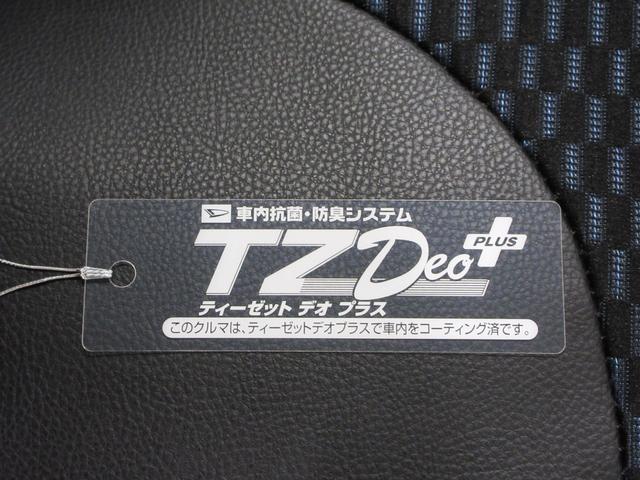 車内抗菌・防臭システム
TZ Deo PLUS
ティーゼット デオ プラス
このクルマは、ティーゼットデオプラスで車内をコーティング済です。